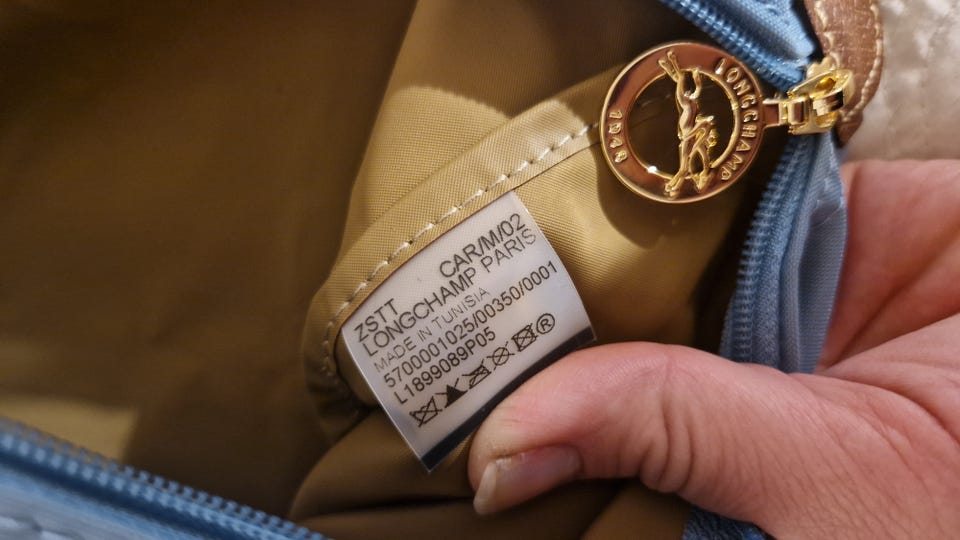 LONGCHAMP
1948
ZSTT CAR/M/02
LONGCHAMP PARIS
MADE IN TUNISIA
5700001025/00350/0001
L1899089P05